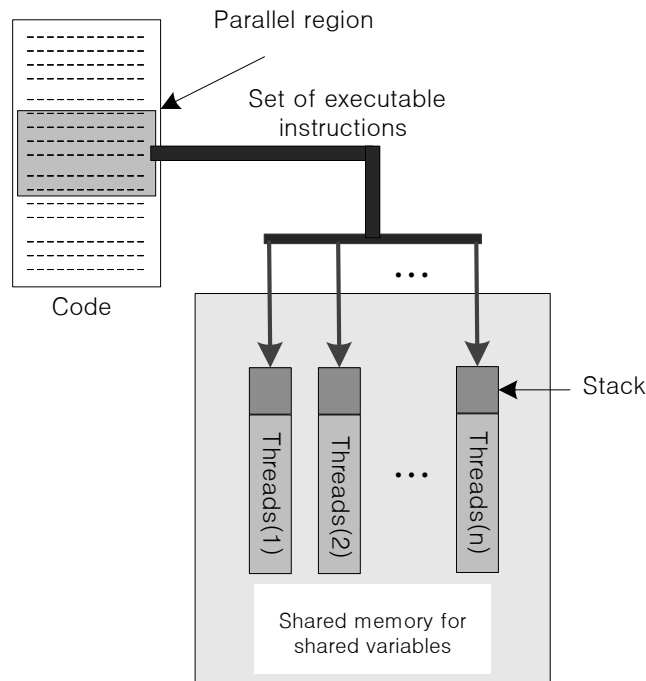 Parallel region
Set of executable
instructions
...
Code
Stack
Threads(1)
Threads(2)
...
Threads(n)
Shared memory for
shared variables